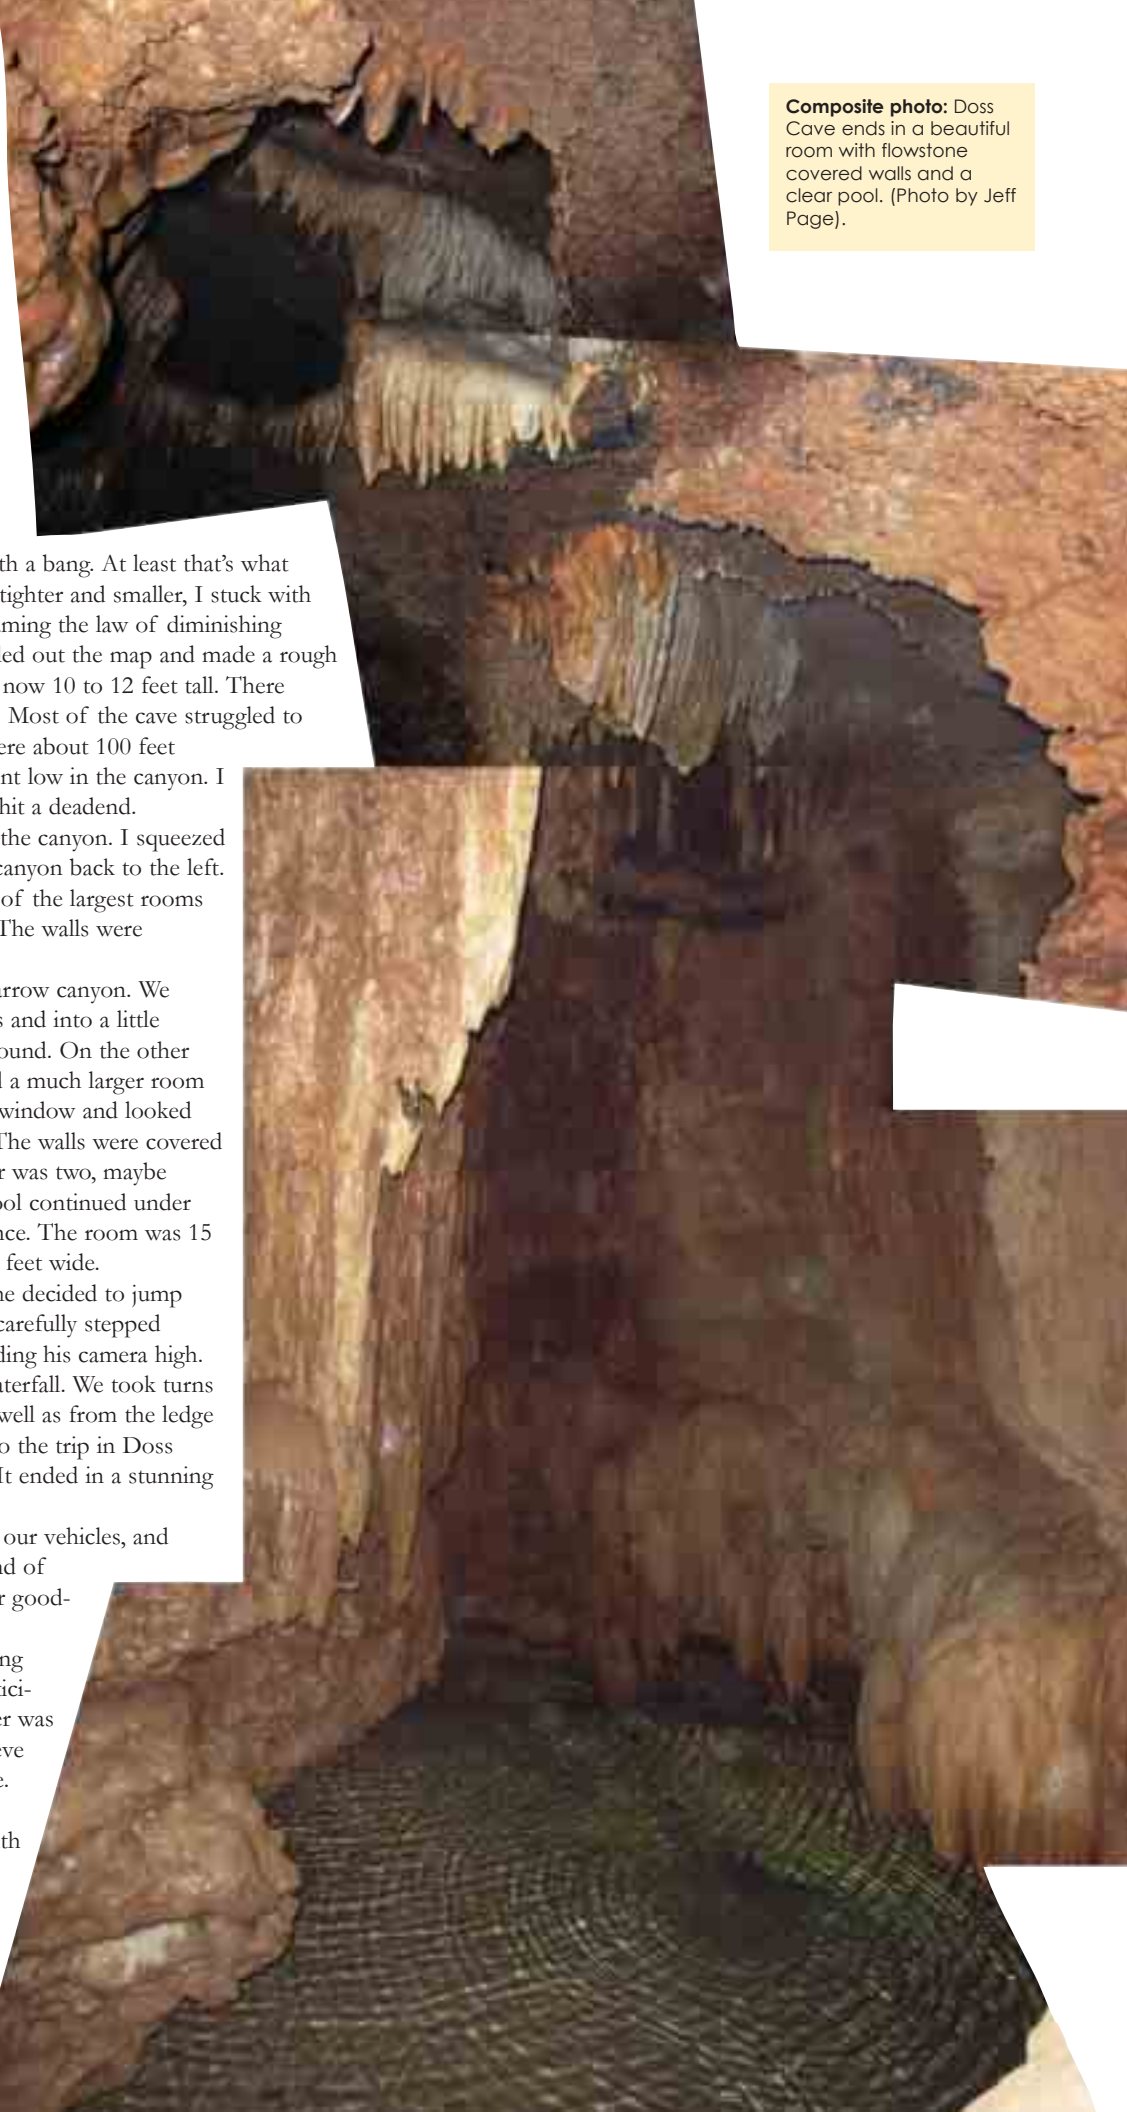 Composite photo: Doss
Cave ends in a beautiful
room with flowstone
covered walls and a
clear pool. (Photo by Jeff
Page).
th a bang. At least that's what
tighter and smaller, I stuck with
ming the law of diminishing
led out the map and made a rough
now 10 to 12 feet tall. There
Most of the cave struggled to
ere about 100 feet
nt low in the canyon. I
hit a deadend.
the canyon. I squeezed
canyon back to the left.
of the largest rooms
The walls were
arrow canyon. We
s and into a little
ound. On the other
l a much larger room
window and looked
The walls were covered
r was two, maybe
ool continued under
nce. The room was 15
feet wide.
ne decided to jump
carefully stepped
ding his camera high.
aterfall. We took turns
well as from the ledge
o the trip in Doss
It ended in a stunning
our vehicles, and
nd of
r good-
ng
tici-
er was
eve
e.
th